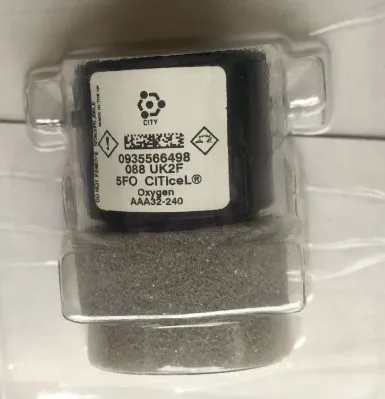 CITY
0935566498
088 UK2F
5FO CiTiceL®
Oxygen
AAA32-240